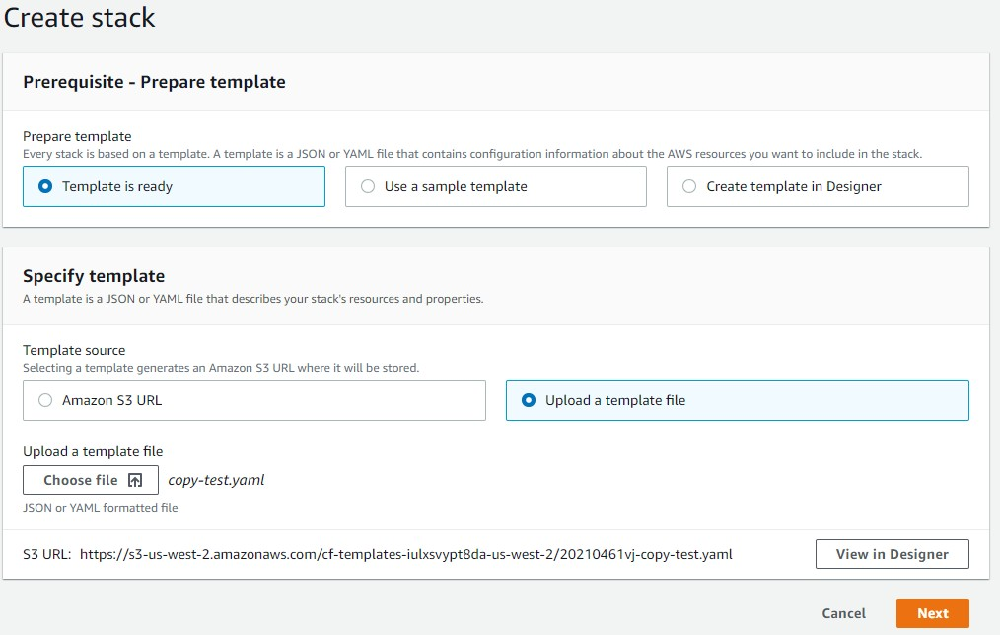 Create stack
Prerequisite - Prepare template
Prepare template
Every stack is based on a template. A template is a JSON or YAML file that contains configuration information about the AWS resources you want to include in the stack.
Template is ready
Use a sample template
Create template in Designer
Specify template
A template is a JSON or YAML file that describes your stack's resources and properties.
Template source
Selecting a template generates an Amazon S3 URL where it will be stored.
Amazon S3 URL
Upload a template file
Upload a template file
Choose file copy-test.yaml
JSON or YAML formatted file
S3 URL: https://s3-us-west-2.amazonaws.com/cf-templates-iulxsvypt8da-us-west-2/20210461vj-copy-test.yaml
View in Designer
Cancel
Next